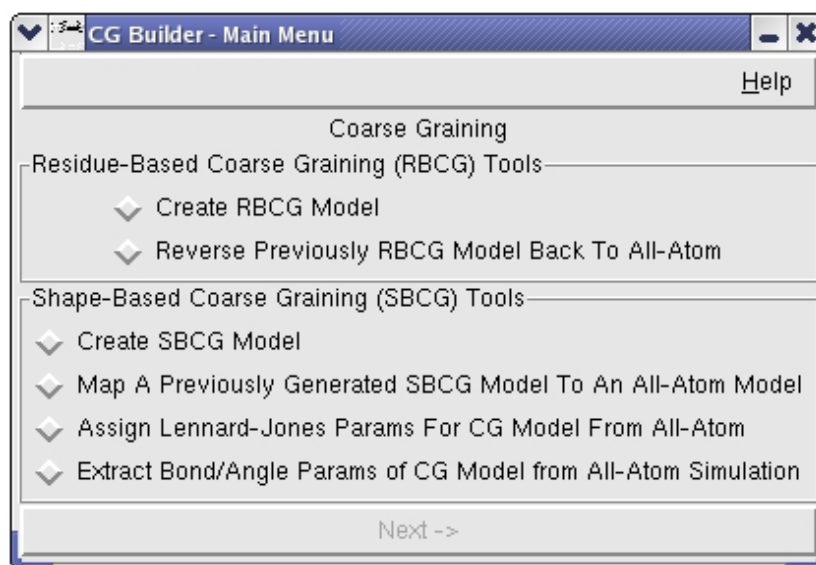 CG Builder - Main Menu
Help
Coarse Graining
Residue-Based Coarse Graining (RBCG) Tools
Create RBCG Model
Reverse Previously RBCG Model Back To All-Atom
Shape-Based Coarse Graining (SBCG) Tools
Create SBCG Model
Map A Previously Generated SBCG Model To An All-Atom Model
Assign Lennard-Jones Params For CG Model From All-Atom
Extract Bond/Angle Params of CG Model from All-Atom Simulation
Next ->